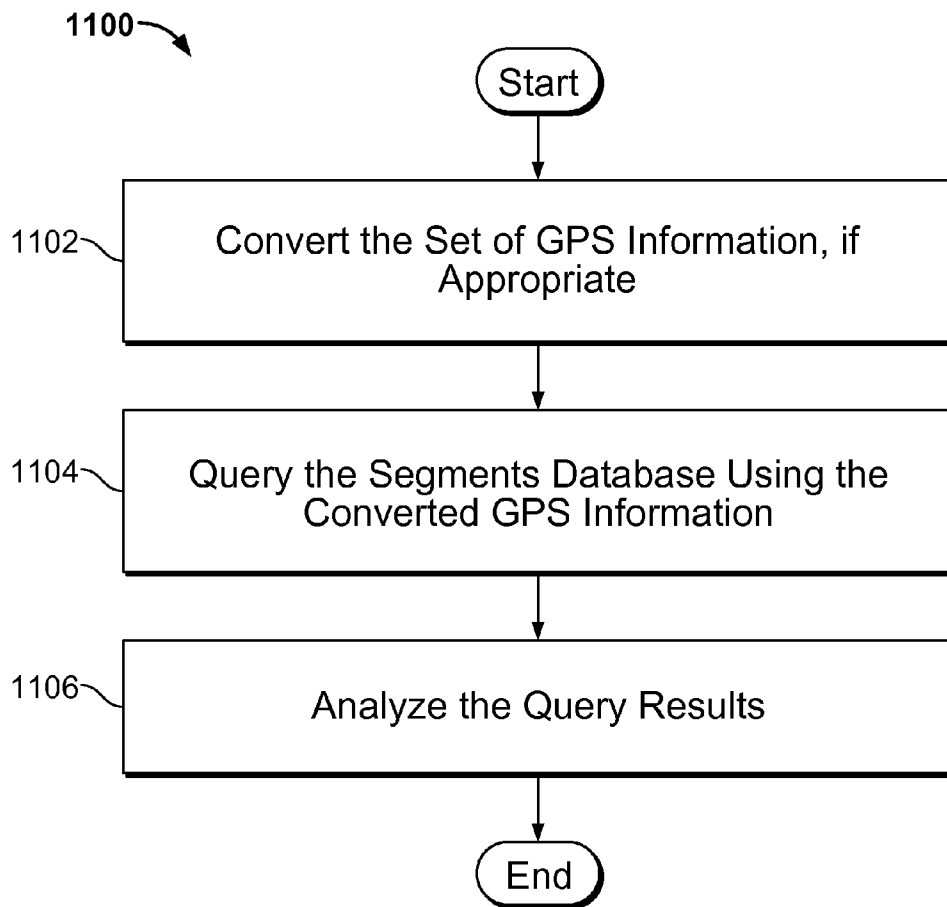 1100
Start
1102
Convert the Set of GPS Information, if
Appropriate
1104
Query the Segments Database Using the
Converted GPS Information
1106
Analyze the Query Results
End